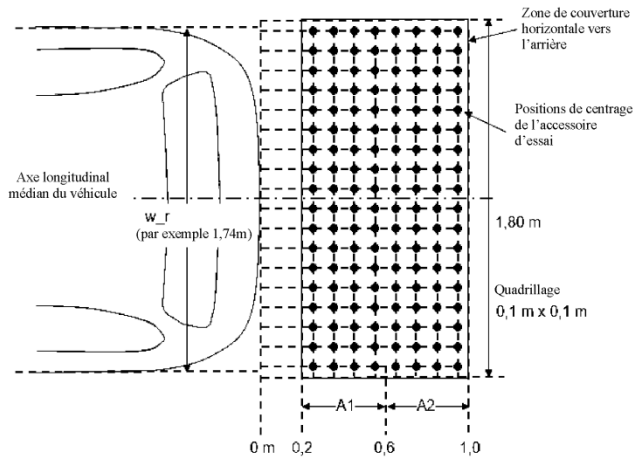 Zone de couverture
horizontale vers
l'arrière
Positions de centrage
de l'accessoire
d'essai
Axe longitudinal
médian du véhicule
w_r
(par exemple 1,74m)
1,80 m
Quadrillage
0,1 m x 0,1 m
A1
A2
0 m
0,2
0,6
1,0